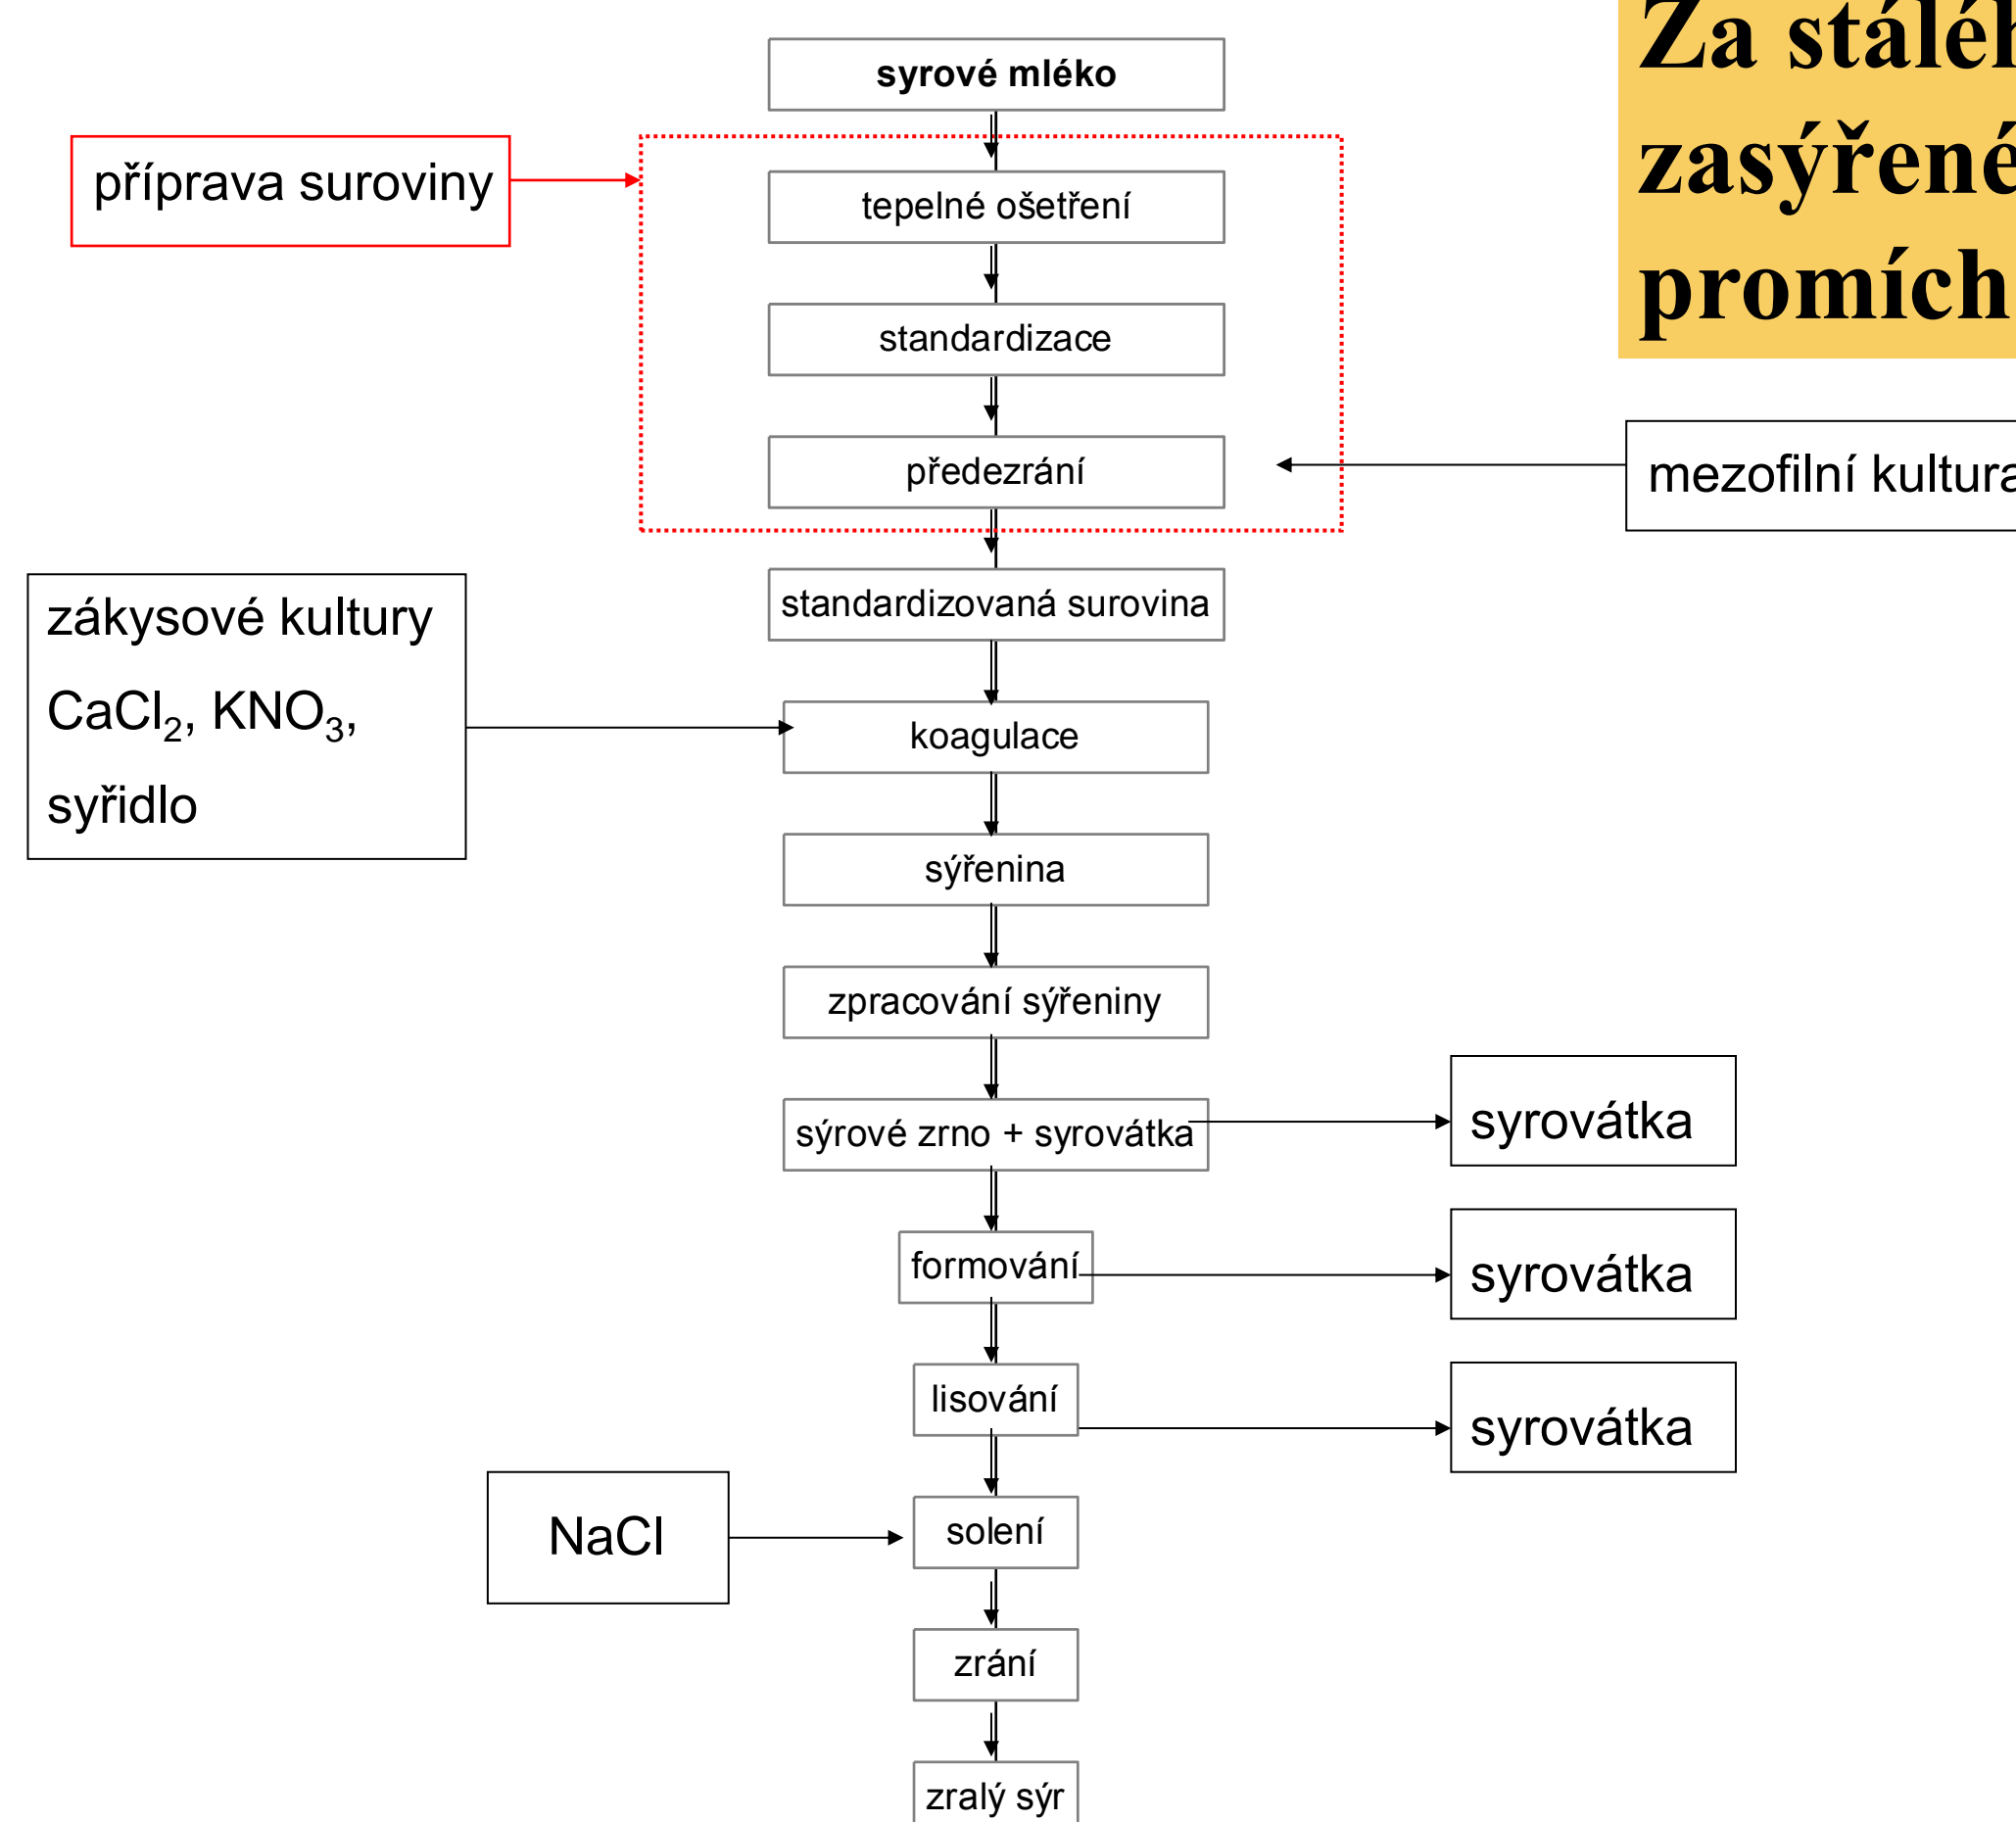 syrové mléko
Za stálé
zasýřené
promích
příprava suroviny
tepelné ošetření
standardizace
předezrání
mezofilní kultura
standardizovaná surovina
zákysové kultury
CaCl₂, KNO₃,
syřidlo
koagulace
sýřenina
zpracování sýřeniny
sýrové zrno + syrovátka
syrovátka
formování
syrovátka
lisování
syrovátka
NaCl
solení
zrání
zralý sýr